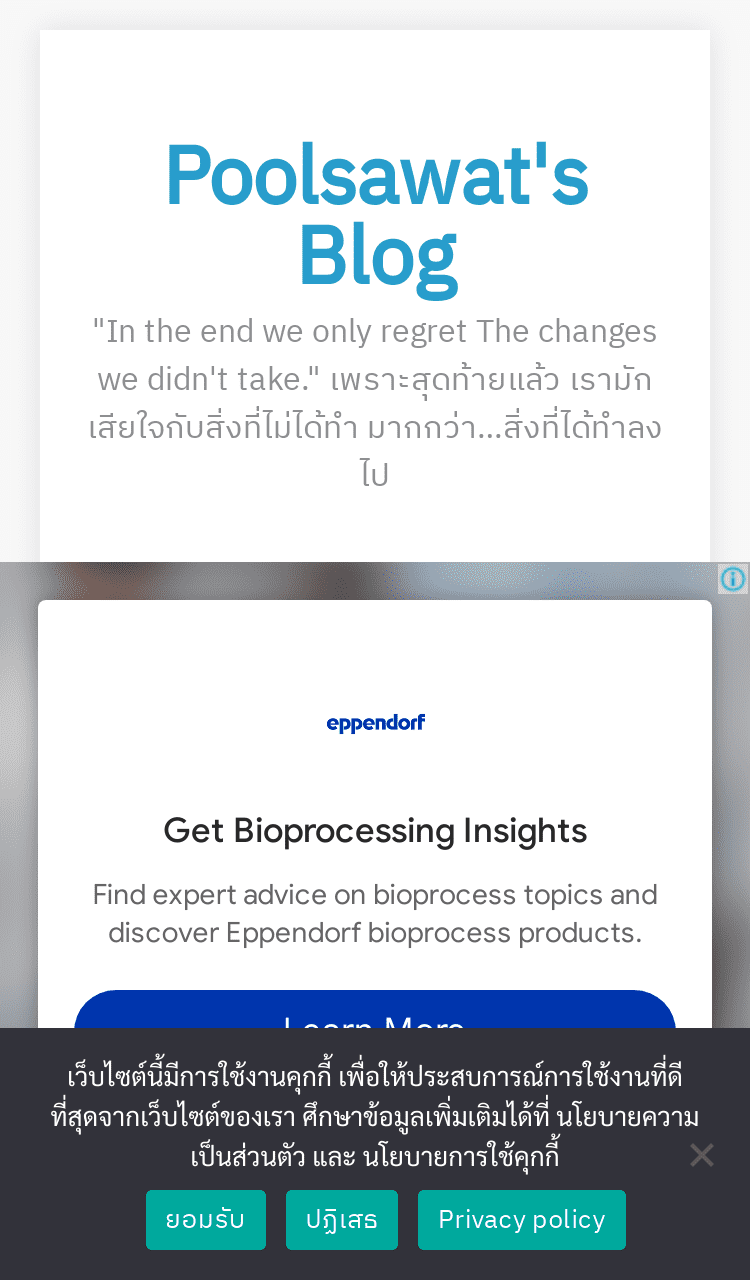 Poolsawat's
Blog
"In the end we only regret The changes
we didn't take." เพราะสุดท้ายแล้ว เรามัก
เสียใจกับสิ่งที่ไม่ได้ทำ มากกว่า...สิ่งที่ได้ทำลง
ไป
eppendorf
Get Bioprocessing Insights
Find expert advice on bioprocess topics and
discover Eppendorf bioprocess products.
Learn More
เว็บไซต์นี้มีการใช้งานคุกกี้ เพื่อให้ประสบการณ์การใช้งานที่ดี
ที่สุดจากเว็บไซต์ของเรา ศึกษาข้อมูลเพิ่มเติมได้ที่ นโยบายความ
เป็นส่วนตัว และ นโยบายการใช้คุกกี้
ยอมรับ ปฏิเสธ Privacy policy